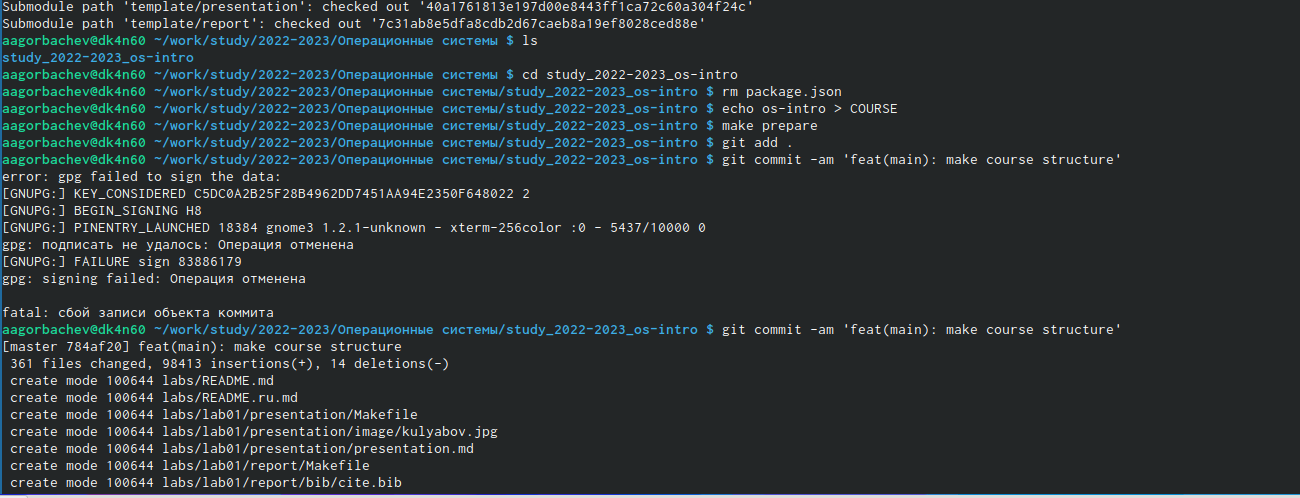 Submodule path 'template/presentation': checked out '40a1761813e197d00e8443ff1ca72c60a304f24c'
Submodule path 'template/report': checked out '7c31ab8e5dfa8cdb2d67caeb8a19ef8028ced88e'
aagorbachev@dk4n60 ~/work/study/2022-2023/Операционные системы $ ls
study_2022-2023_os-intro
aagorbachev@dk4n60 ~/work/study/2022-2023/Операционные системы $ cd study_2022-2023_os-intro
aagorbachev@dk4n60 ~/work/study/2022-2023/Операционные системы/study_2022-2023_os-intro $ rm package.json
aagorbachev@dk4n60 ~/work/study/2022-2023/Операционные системы/study_2022-2023_os-intro $ echo os-intro > COURSE
aagorbachev@dk4n60 ~/work/study/2022-2023/Операционные системы/study_2022-2023_os-intro $ make prepare
aagorbachev@dk4n60 ~/work/study/2022-2023/Операционные системы/study_2022-2023_os-intro $ git add .
aagorbachev@dk4n60 ~/work/study/2022-2023/Операционные системы/study_2022-2023_os-intro $ git commit -am 'feat(main): make course structure'
error: gpg failed to sign the data:
[GNUPG:] KEY_CONSIDERED C5DC0A2B25F28B4962DD7451AA94E2350F648022 2
[GNUPG:] BEGIN_SIGNING H8
[GNUPG:] PINENTRY_LAUNCHED 18384 gnome3 1.2.1-unknown - xterm-256color :0 - 5437/10000 0
gpg: подписать не удалось: Операция отменена
[GNUPG:] FAILURE sign 83886179
gpg: signing failed: Операция отменена

fatal: сбой записи объекта коммита
aagorbachev@dk4n60 ~/work/study/2022-2023/Операционные системы/study_2022-2023_os-intro $ git commit -am 'feat(main): make course structure'
[master 784af20] feat(main): make course structure
 361 files changed, 98413 insertions(+), 14 deletions(-)
 create mode 100644 labs/README.md
 create mode 100644 labs/README.ru.md
 create mode 100644 labs/lab01/presentation/Makefile
 create mode 100644 labs/lab01/presentation/image/kulyabov.jpg
 create mode 100644 labs/lab01/presentation/presentation.md
 create mode 100644 labs/lab01/report/Makefile
 create mode 100644 labs/lab01/report/bib/cite.bib